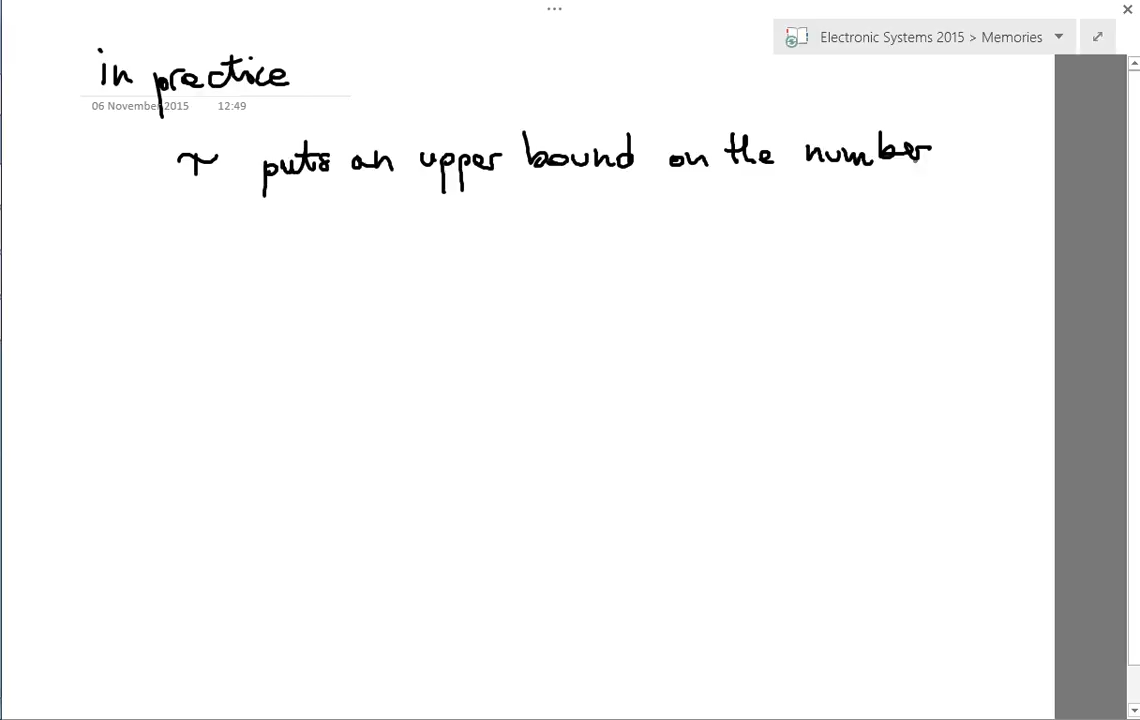 Electronic Systems 2015 > Memories
in practice
06 November 2015 12:49
τ puts an upper bound on the number